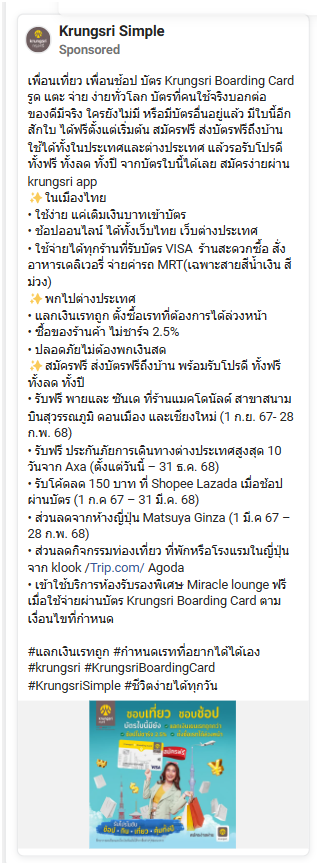 Krungsri Simple
Sponsored
เพื่อนเที่ยว เพื่อนช้อป บัตร Krungsri Boarding Card
รูด แตะ จ่าย ง่ายทั่วโลก บัตรที่คนใช้จริงบอกต่อ
ของดีมีจริง ใครยังไม่มี หรือมีบัตรอื่นอยู่แล้ว มีใบนี้อีก
สักใบ ได้ฟรีตั้งแต่เริ่มต้น สมัครฟรี ส่งบัตรฟรีถึงบ้าน
ใช้ได้ทั้งในประเทศและต่างประเทศ แล้วรอรับโปรดี
ทั้งฟรี ทั้งลด ทั้งปี จากบัตรใบนี้ได้เลย สมัครง่ายผ่าน
krungsri app
✨ในเมืองไทย
• ใช้ง่าย แค่เติมเงินบาทเข้าบัตร
• ช้อปออนไลน์ ได้ทั้งเว็บไทย เว็บต่างประเทศ
• ใช้จ่ายได้ทุกร้านที่รับบัตร VISA ร้านสะดวกซื้อ สั่ง
อาหารเดลิเวอรี่ จ่ายค่ารถ MRT(เฉพาะสายสีน้ำเงิน สี
ม่วง)
✨พกไปต่างประเทศ
• แลกเงินเรทถูก ตั้งซื้อเรทที่ต้องการได้ล่วงหน้า
• ซื้อของร้านค้า ไม่ชาร์จ 2.5%
• ปลอดภัยไม่ต้องพกเงินสด
✨สมัครฟรี ส่งบัตรฟรีถึงบ้าน พร้อมรับโปรดี ทั้งฟรี
ทั้งลด ทั้งปี
• รับฟรี พายและ ซันเด ที่ร้านแมคโดนัลด์ สาขาสนาม
บินสุวรรณภูมิ ดอนเมือง และเชียงใหม่ (1 ก.ย. 67- 28
ก.พ. 68)
• รับฟรี ประกันภัยการเดินทางต่างประเทศสูงสุด 10
วันจาก Axa (ตั้งแต่วันนี้ – 31 ธ.ค. 68)
• รับโค้ดลด 150 บาท ที่ Shopee Lazada เมื่อช้อป
ผ่านบัตร (1 ก.ค 67 – 31 มี.ค. 68)
• ส่วนลดจากห้างญี่ปุ่น Matsuya Ginza (1 มี.ค 67 –
28 ก.พ. 68)
• ส่วนลดกิจกรรมท่องเที่ยว ที่พักหรือโรงแรมในญี่ปุ่น
จาก klook /Trip.com/ Agoda
• เข้าใช้บริการห้องรับรองพิเศษ Miracle lounge ฟรี
เมื่อใช้จ่ายผ่านบัตร Krungsri Boarding Card ตาม
เงื่อนไขที่กำหนด
#แลกเงินเรทถูก #กำหนดเรทที่อยากได้ได้เอง
#krungsri #KrungsriBoardingCard
#KrungsriSimple #ชีวิตง่ายได้ทุกวัน
ชอบเที่ยว ชอบช้อป
บัตรใบนี้มียัง
สมัครฟรี
VISA
ช้อป • กิน • เที่ยว • คุ้มทั้งปี